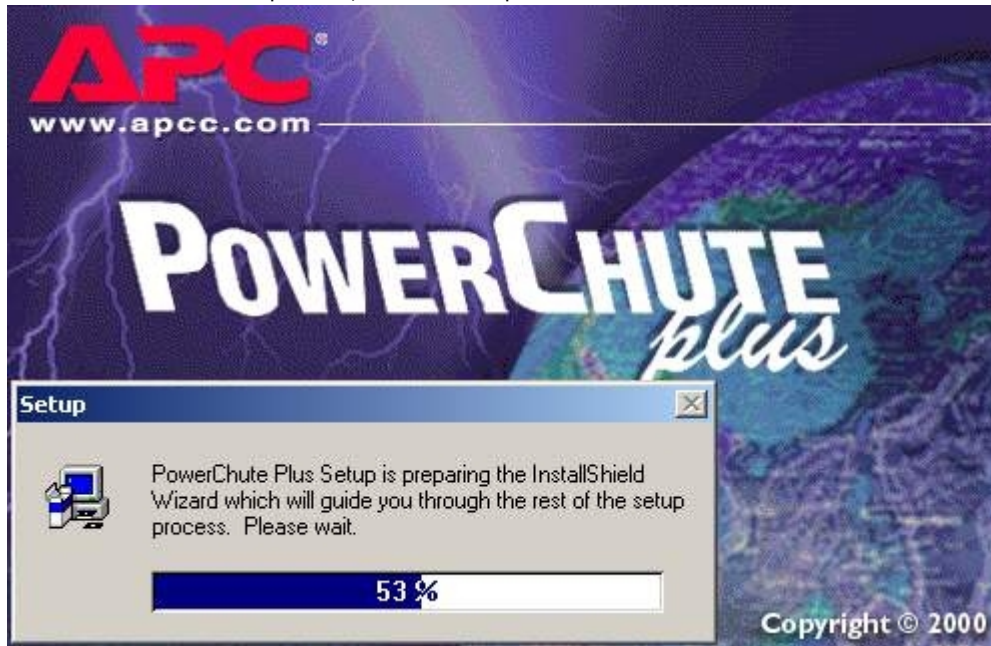 APC®
www.apcc.com
POWERCHUTE
plus
Setup
PowerChute Plus Setup is preparing the InstallShield
Wizard which will guide you through the rest of the setup
process. Please wait.
53 %
Copyright © 2000